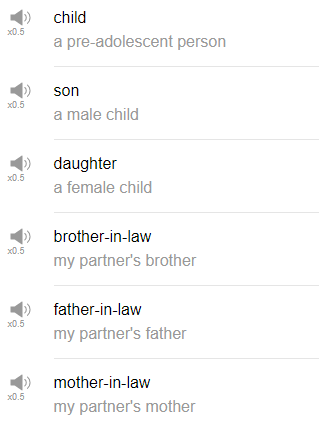 child
x0.5
a pre-adolescent person
son
x0.5
a male child
daughter
x0.5
a female child
brother-in-law
x0.5
my partner's brother
father-in-law
x0.5
my partner's father
mother-in-law
x0.5
my partner's mother